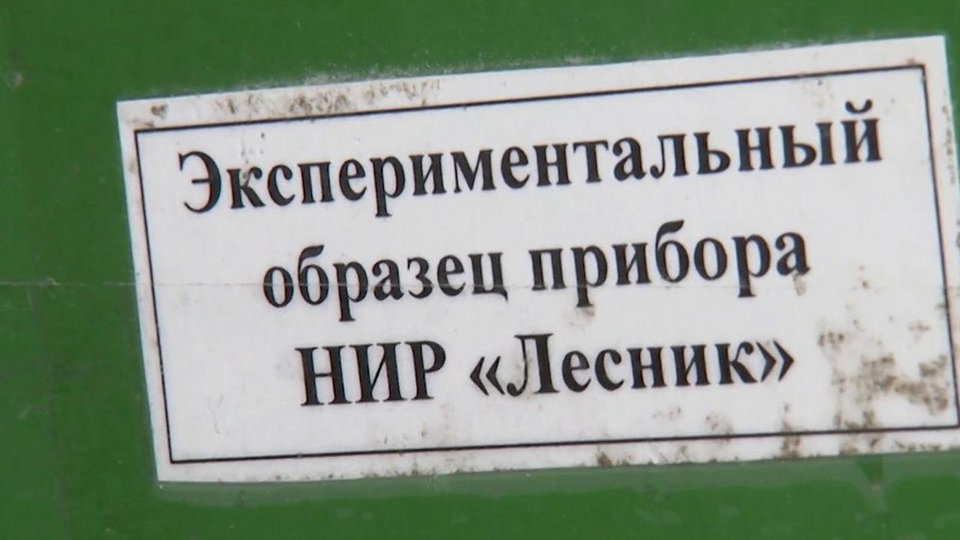 Экспериментальный
образец прибора
НИР «Лесник»